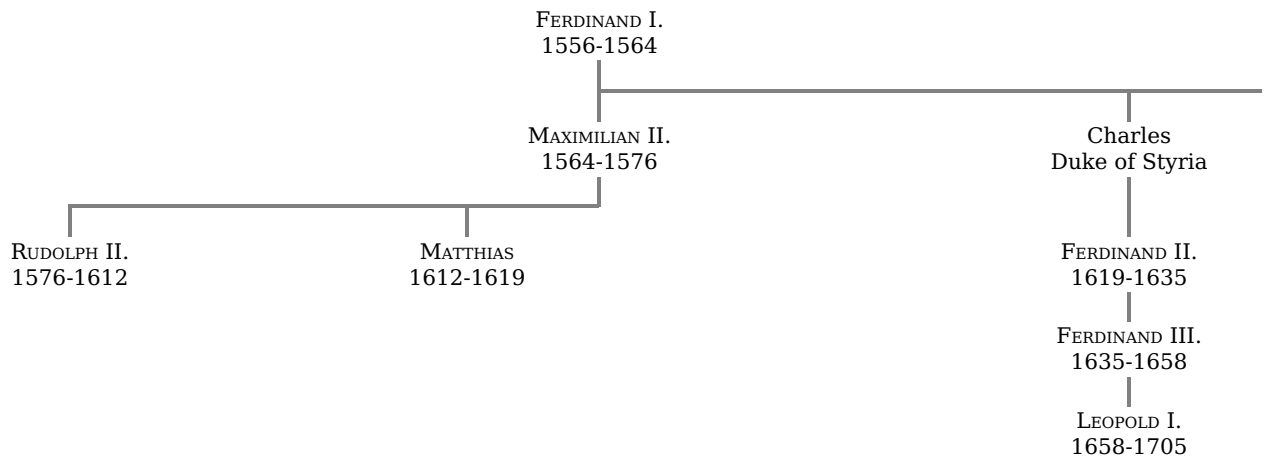 Ferdinand I.
1556-1564
Maximilian II.
1564-1576
Charles
Duke of Styria
Rudolph II.
1576-1612
Matthias
1612-1619
Ferdinand II.
1619-1635
Ferdinand III.
1635-1658
Leopold I.
1658-1705